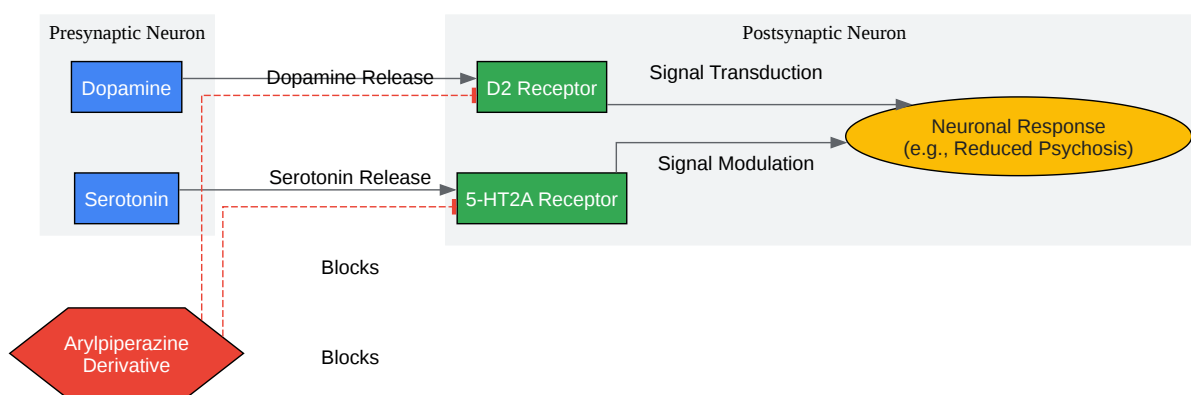 Presynaptic Neuron
Postsynaptic Neuron
Dopamine
Dopamine Release
D2 Receptor
Signal Transduction
Neuronal Response
(e.g., Reduced Psychosis)
Serotonin
Serotonin Release
5-HT2A Receptor
Signal Modulation
Blocks
Arylpiperazine
Derivative
Blocks